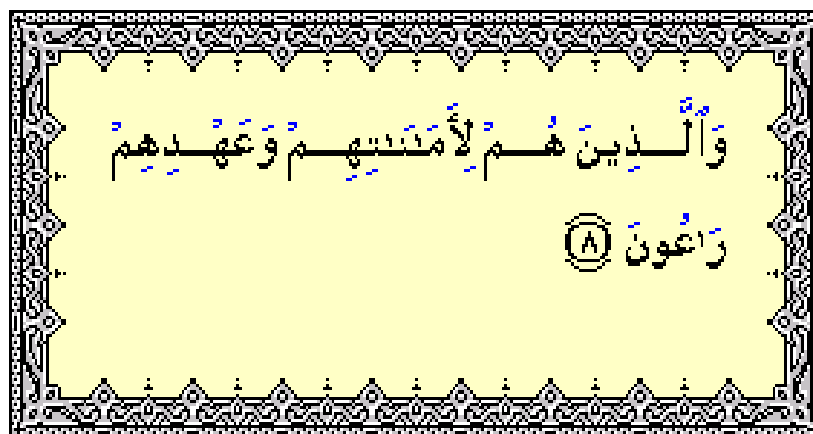 وَٱلَّذِينَ هُمْ لِأَمَـٰنَـٰتِهِمْ وَعَهْدِهِمْ
رَٰعُونَ ٨